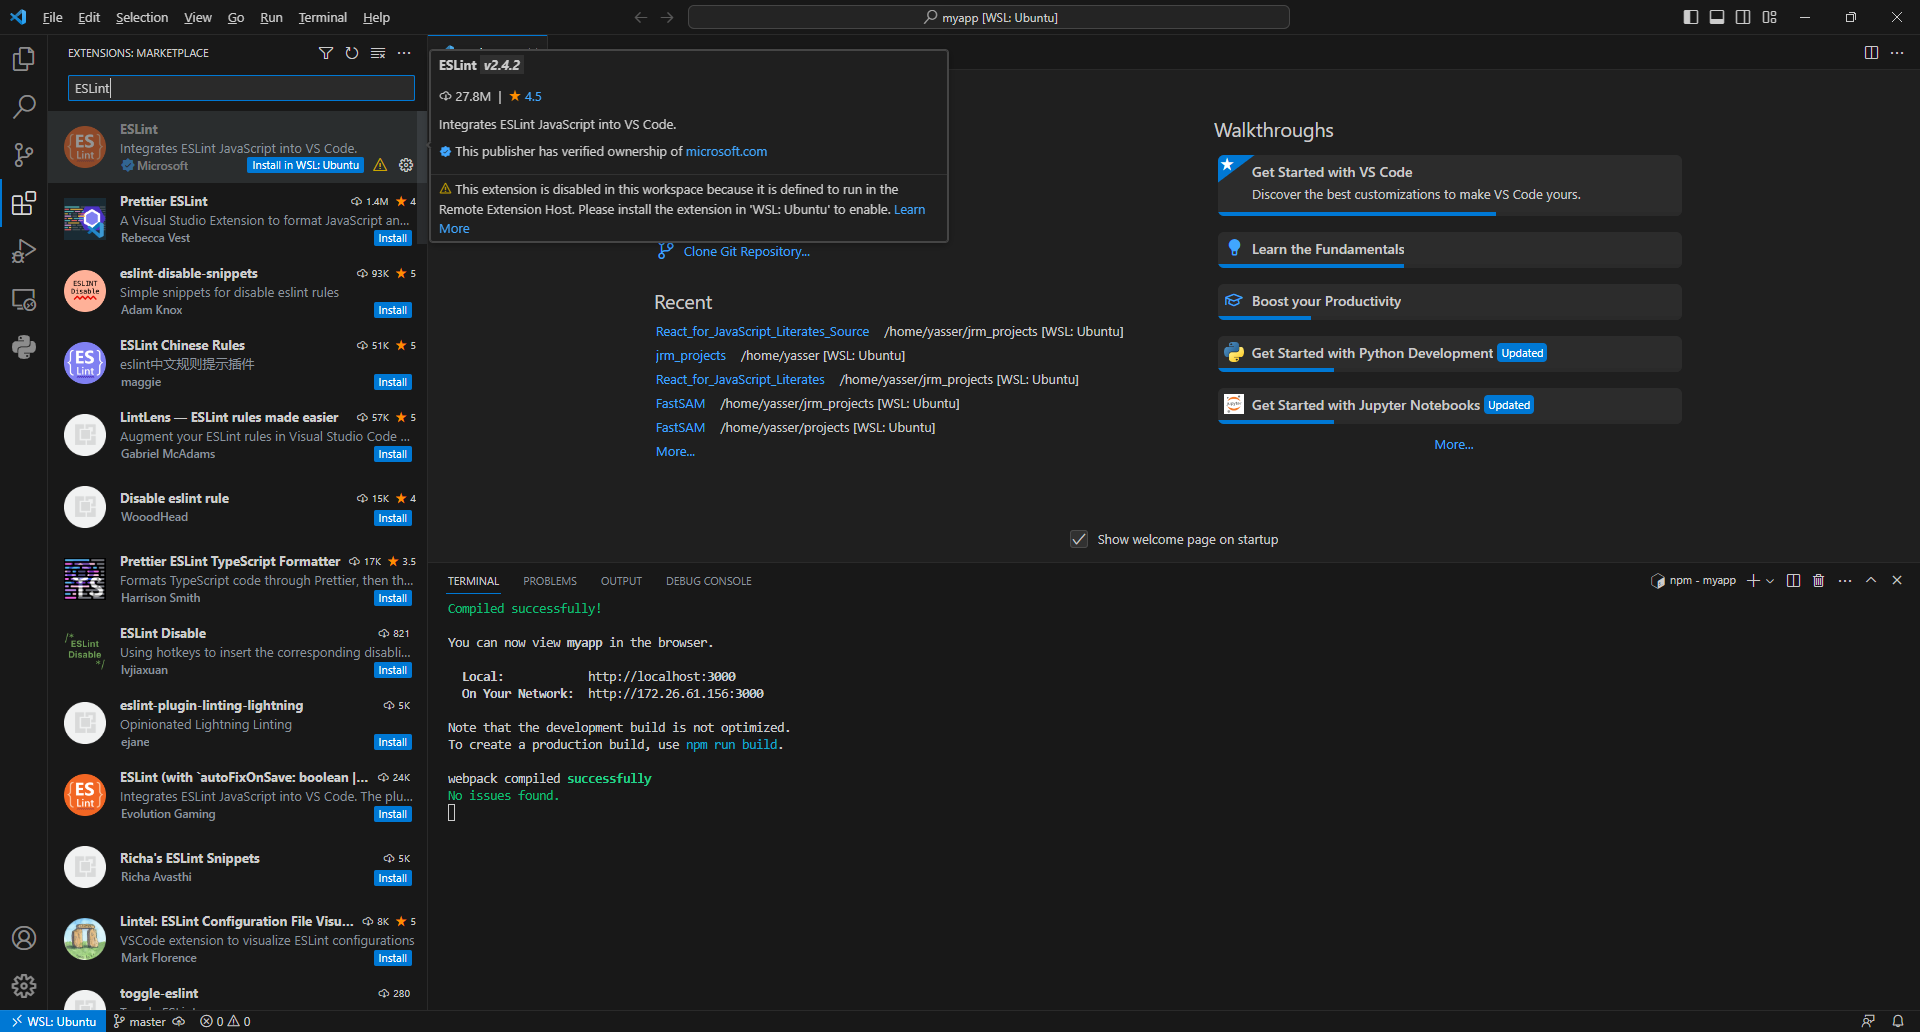 File Edit Selection View Go Run Terminal Help
myapp [WSL: Ubuntu]
EXTENSIONS: MARKETPLACE
ESLint
ESLint
Integrates ESLint JavaScript into VS Code.
Microsoft Install in WSL: Ubuntu
Prettier ESLint 1.4M 4
A Visual Studio Extension to format JavaScript an...
Rebecca Vest Install
eslint-disable-snippets 93K 5
Simple snippets for disable eslint rules
Adam Knox Install
ESLint Chinese Rules 51K 5
eslint中文规则提示插件
maggie Install
LintLens — ESLint rules made easier 57K 5
Augment your ESLint rules in Visual Studio Code ...
Gabriel McAdams Install
Disable eslint rule 15K 4
WooodHead Install
Prettier ESLint TypeScript Formatter 17K 3.5
Formats TypeScript code through Prettier, then th...
Harrison Smith Install
ESLint Disable 821
Using hotkeys to insert the corresponding disabli...
lvjiaxuan Install
eslint-plugin-linting-lightning 5K
Opinionated Lightning Linting
ejane Install
ESLint (with `autoFixOnSave: boolean |... 24K
Integrates ESLint JavaScript into VS Code. The plu...
Evolution Gaming Install
Richa's ESLint Snippets 5K
Richa Avasthi Install
Lintel: ESLint Configuration File Visu... 8K 5
VSCode extension to visualize ESLint configurations
Mark Florence Install
toggle-eslint 280
ESLint v2.4.2
27.8M | 4.5
Integrates ESLint JavaScript into VS Code.
This publisher has verified ownership of microsoft.com
This extension is disabled in this workspace because it is defined to run in the
Remote Extension Host. Please install the extension in 'WSL: Ubuntu' to enable. Learn
More
Clone Git Repository...
Recent
React_for_JavaScript_Literates_Source /home/yasser/jrm_projects [WSL: Ubuntu]
jrm_projects /home/yasser [WSL: Ubuntu]
React_for_JavaScript_Literates /home/yasser/jrm_projects [WSL: Ubuntu]
FastSAM /home/yasser/jrm_projects [WSL: Ubuntu]
FastSAM /home/yasser/projects [WSL: Ubuntu]
More...
Walkthroughs
Get Started with VS Code
Discover the best customizations to make VS Code yours.
Learn the Fundamentals
Boost your Productivity
Get Started with Python Development Updated
Get Started with Jupyter Notebooks Updated
More...
Show welcome page on startup
TERMINAL PROBLEMS OUTPUT DEBUG CONSOLE
npm - myapp
Compiled successfully!
You can now view myapp in the browser.
Local: http://localhost:3000
On Your Network: http://172.26.61.156:3000
Note that the development build is not optimized.
To create a production build, use npm run build.
webpack compiled successfully
No issues found.
WSL: Ubuntu master 0 0